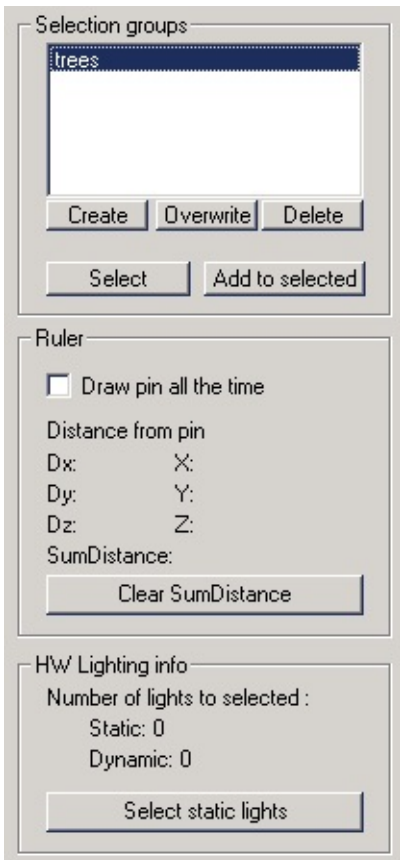 Selection groups
trees
Create Overwrite Delete
Select Add to selected
Ruler
Draw pin all the time
Distance from pin
Dx: X:
Dy: Y:
Dz: Z:
SumDistance:
Clear SumDistance
HW Lighting info
Number of lights to selected :
Static: 0
Dynamic: 0
Select static lights